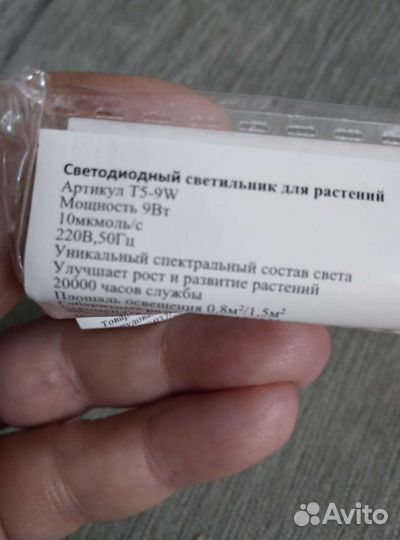 Светодиодный светильник для растений
Артикул T5-9W
Мощность 9Вт
10мкмоль/с
220В,50Гц
Уникальный спектральный состав света
Улучшает рост и развитие растений
20000 часов службы
Площадь освещения 0,8м²/1,5м²
Това
Avito